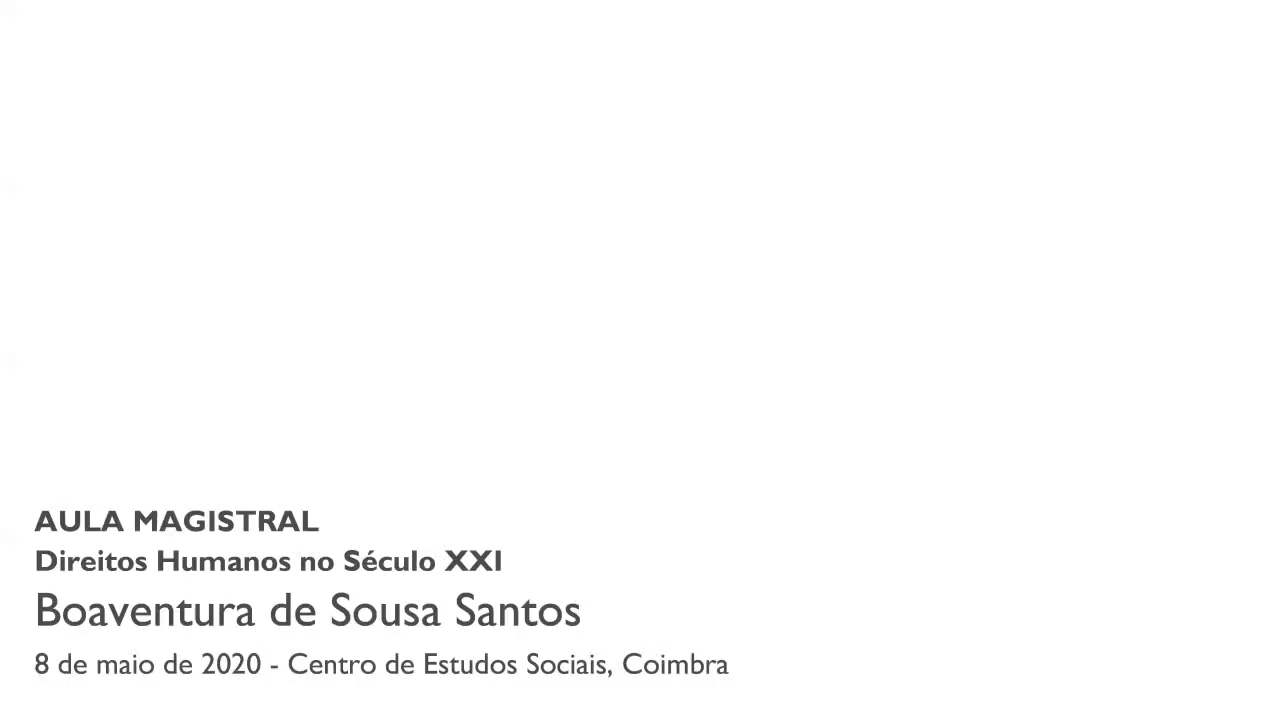 AULA MAGISTRAL
Direitos Humanos no Século XXI
Boaventura de Sousa Santos
8 de maio de 2020 - Centro de Estudos Sociais, Coimbra